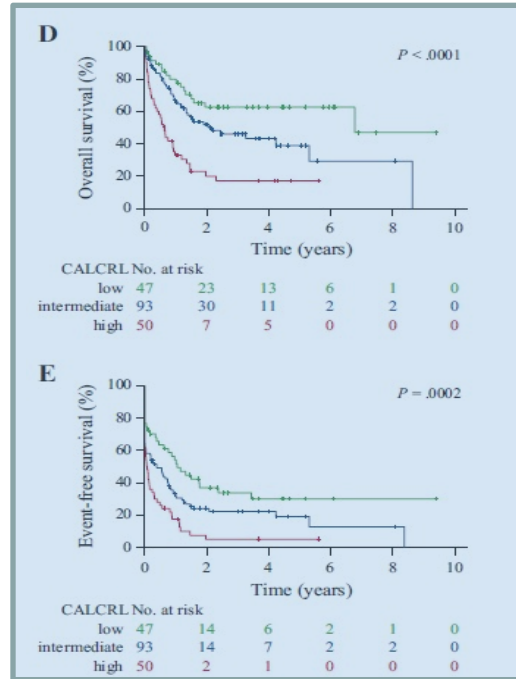 D
100
80
60
40
20
0
Overall survival (%)
P < .0001
0 2 4 6 8 10
Time (years)
CALCRL No. at risk
low 47 23 13 6 1 0
intermediate 93 30 11 2 2 0
high 50 7 5 0 0 0
E
100
80
60
40
20
0
Event-free survival (%)
P = .0002
0 2 4 6 8 10
Time (years)
CALCRL No. at risk
low 47 14 6 2 1 0
intermediate 93 14 7 2 2 0
high 50 2 1 0 0 0